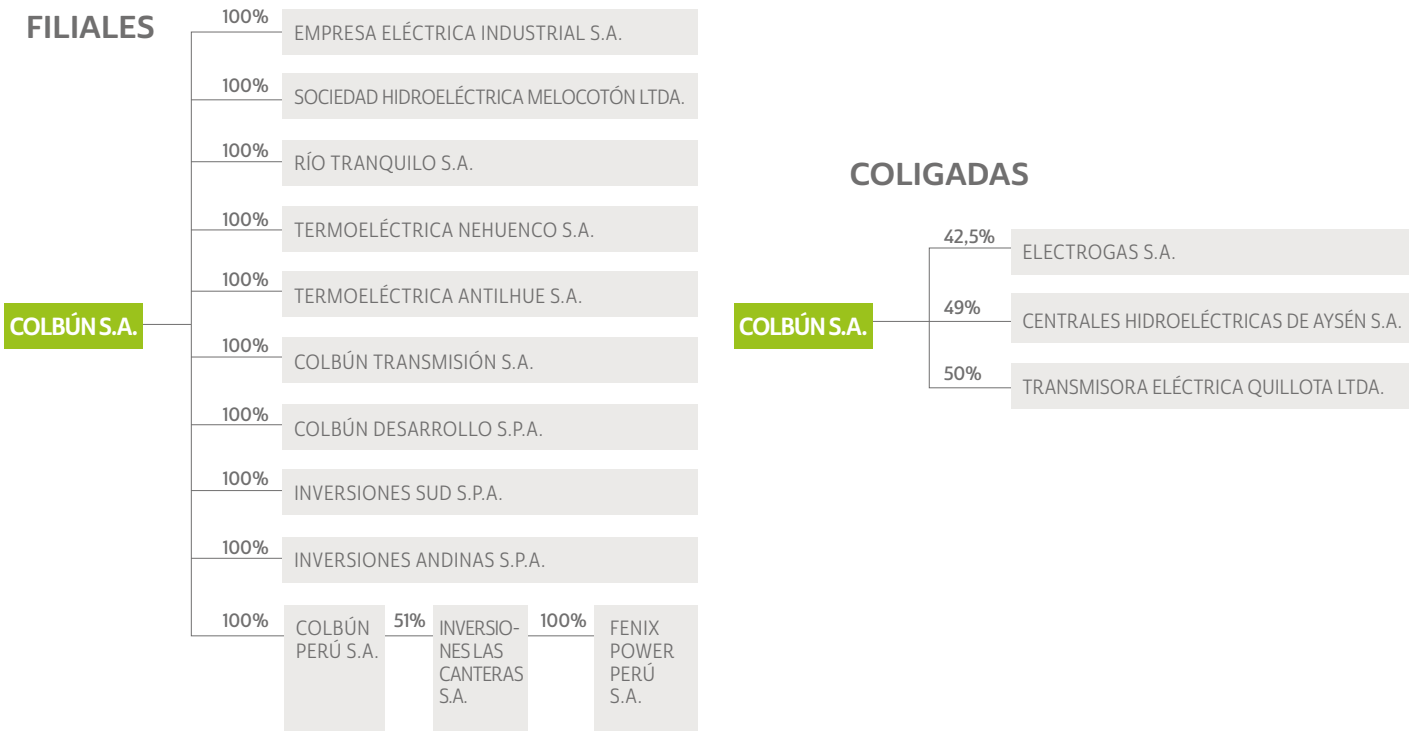 FILIALES
COLBÚN S.A.
100%
EMPRESA ELÉCTRICA INDUSTRIAL S.A.
100%
SOCIEDAD HIDROELÉCTRICA MELOCOTÓN LTDA.
100%
RÍO TRANQUILO S.A.
100%
TERMOELÉCTRICA NEHUENCO S.A.
100%
TERMOELÉCTRICA ANTILHUE S.A.
100%
COLBÚN TRANSMISIÓN S.A.
100%
COLBÚN DESARROLLO S.P.A.
100%
INVERSIONES SUD S.P.A.
100%
INVERSIONES ANDINAS S.P.A.
100%
COLBÚN
PERÚ S.A.
51%
INVERSIO-
NES LAS
CANTERAS
S.A.
100%
FENIX
POWER
PERÚ
S.A.
COLIGADAS
COLBÚN S.A.
42,5%
ELECTROGAS S.A.
49%
CENTRALES HIDROELÉCTRICAS DE AYSÉN S.A.
50%
TRANSMISORA ELÉCTRICA QUILLOTA LTDA.